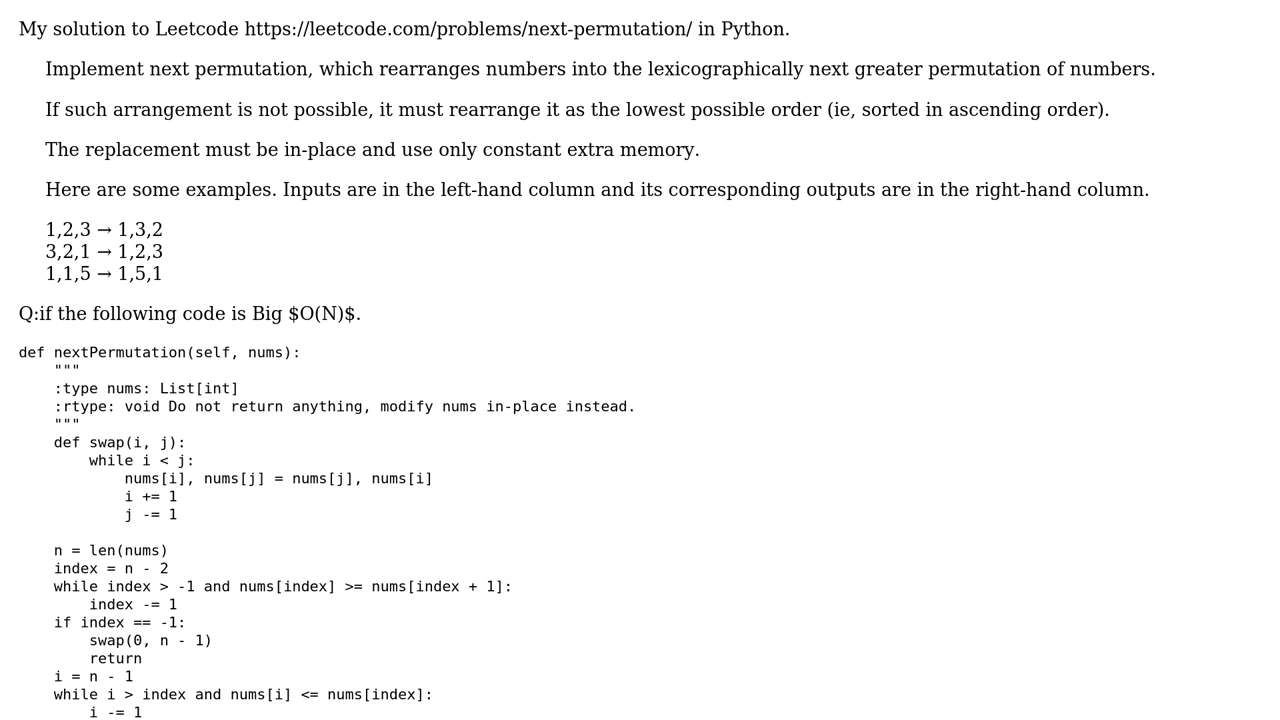 My solution to Leetcode https://leetcode.com/problems/next-permutation/ in Python.
Implement next permutation, which rearranges numbers into the lexicographically next greater permutation of numbers.
If such arrangement is not possible, it must rearrange it as the lowest possible order (ie, sorted in ascending order).
The replacement must be in-place and use only constant extra memory.
Here are some examples. Inputs are in the left-hand column and its corresponding outputs are in the right-hand column.
1,2,3 → 1,3,2
3,2,1 → 1,2,3
1,1,5 → 1,5,1
Q:if the following code is Big $O(N)$.
def nextPermutation(self, nums):
    """
    :type nums: List[int]
    :rtype: void Do not return anything, modify nums in-place instead.
    """
    def swap(i, j):
        while i < j:
            nums[i], nums[j] = nums[j], nums[i]
            i += 1
            j -= 1
    n = len(nums)
    index = n - 2
    while index > -1 and nums[index] >= nums[index + 1]:
        index -= 1
    if index == -1:
        swap(0, n - 1)
        return
    i = n - 1
    while i > index and nums[i] <= nums[index]:
        i -= 1